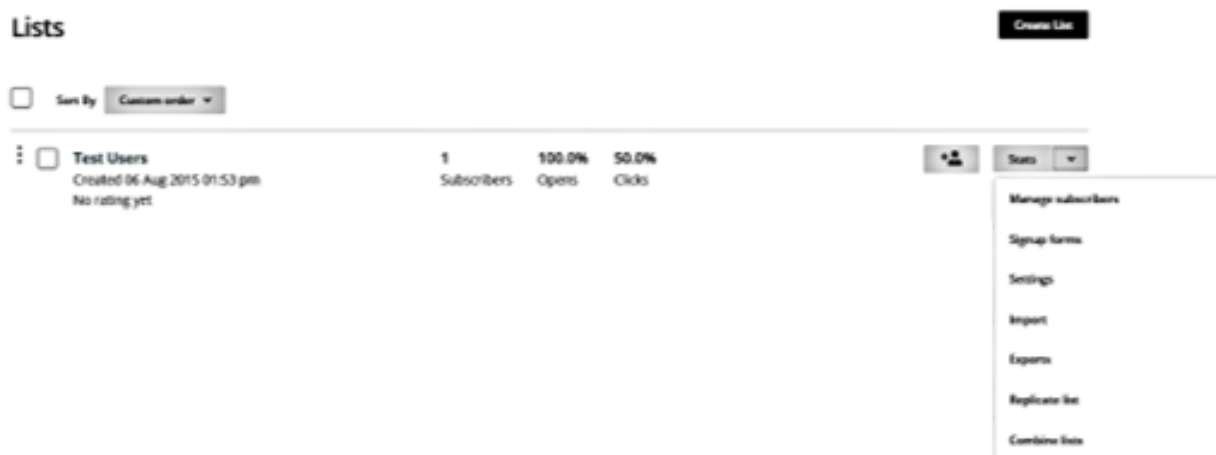 Lists
Create List
Sort By Custom order
Test Users 1 100.0% 50.0% Stats
Created 06 Aug 2015 01:53 pm Subscribers Opens Clicks
No rating yet
Manage subscribers
Signup forms
Settings
Import
Exports
Replicate list
Combine lists